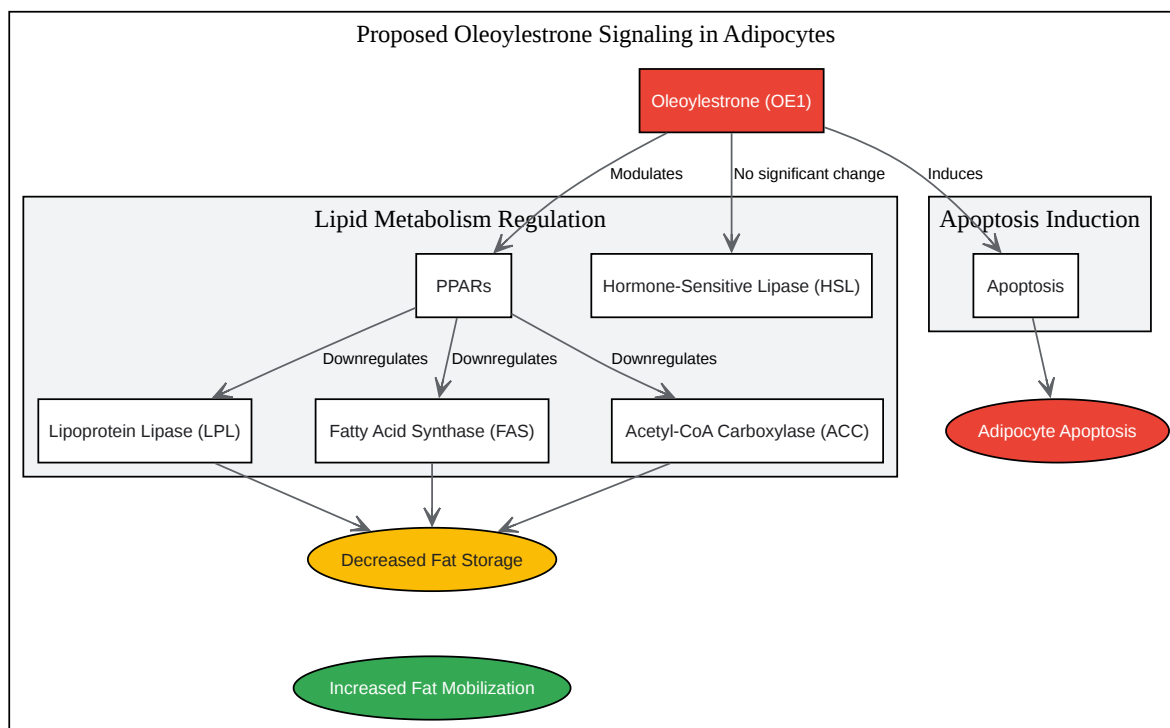 Proposed Oleoylestrone Signaling in Adipocytes
Oleoylestrone (OE1)
Modulates
No significant change
Induces
Lipid Metabolism Regulation
Apoptosis Induction
PPARs
Hormone-Sensitive Lipase (HSL)
Apoptosis
Downregulates
Downregulates
Downregulates
Lipoprotein Lipase (LPL)
Fatty Acid Synthase (FAS)
Acetyl-CoA Carboxylase (ACC)
Adipocyte Apoptosis
Decreased Fat Storage
Increased Fat Mobilization